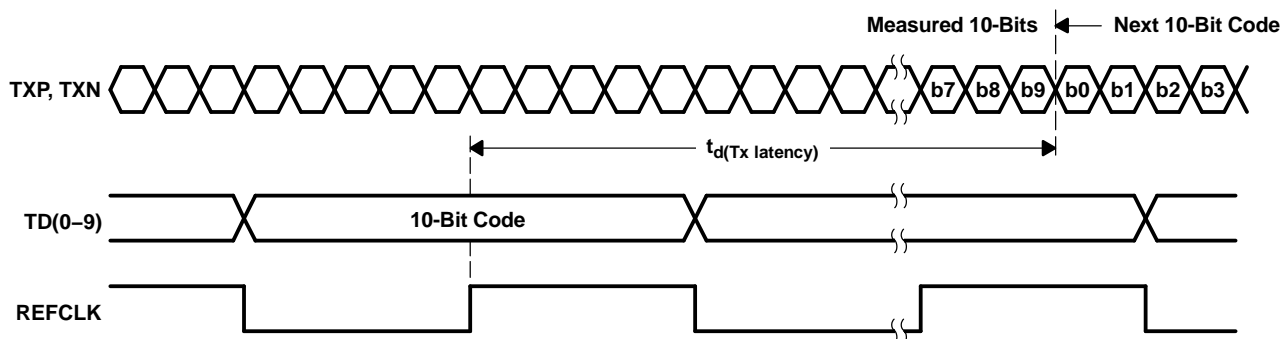 Measured 10-Bits Next 10-Bit Code
TXP, TXN b7 b8 b9 b0 b1 b2 b3
td(Tx latency)
TD(0–9) 10-Bit Code
REFCLK